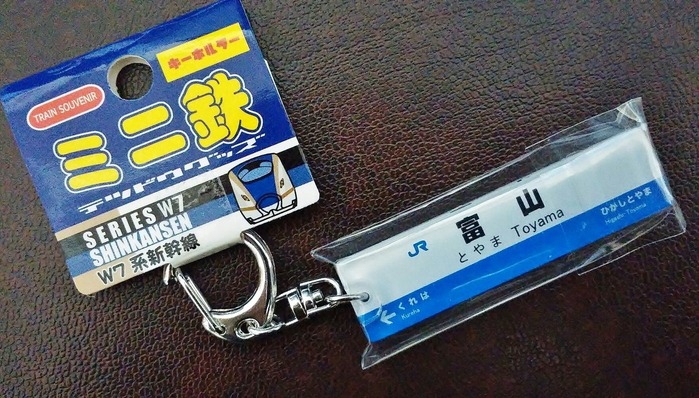 キーホルダー
TRAIN SOUVENIR
ミニ鉄
テツドウグッズ
SERIES W7
SHINKANSEN
W7系新幹線
JR 富山
とやま Toyama
ひがしとやま
Higashi-Toyama
くれは
Kureha